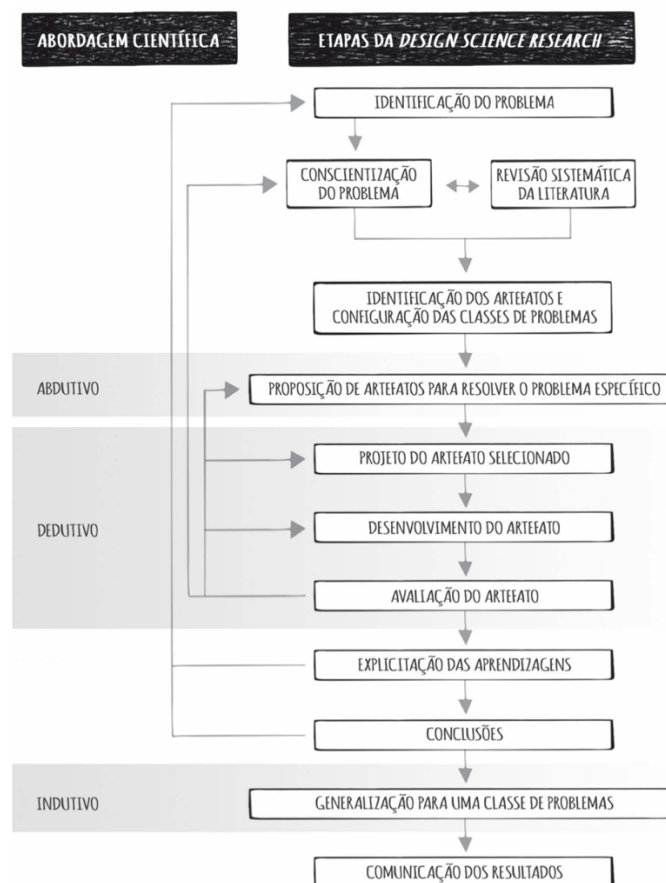 ABORDAGEM CIENTÍFICA
ETAPAS DA DESIGN SCIENCE RESEARCH
IDENTIFICAÇÃO DO PROBLEMA
CONSCIENTIZAÇÃO
DO PROBLEMA
REVISÃO SISTEMÁTICA
DA LITERATURA
IDENTIFICAÇÃO DOS ARTEFATOS E
CONFIGURAÇÃO DAS CLASSES DE PROBLEMAS
ABDUTIVO
PROPOSIÇÃO DE ARTEFATOS PARA RESOLVER O PROBLEMA ESPECÍFICO
PROJETO DO ARTEFATO SELECIONADO
DEDUTIVO
DESENVOLVIMENTO DO ARTEFATO
AVALIAÇÃO DO ARTEFATO
EXPLICITAÇÃO DAS APRENDIZAGENS
CONCLUSÕES
INDUTIVO
GENERALIZAÇÃO PARA UMA CLASSE DE PROBLEMAS
COMUNICAÇÃO DOS RESULTADOS